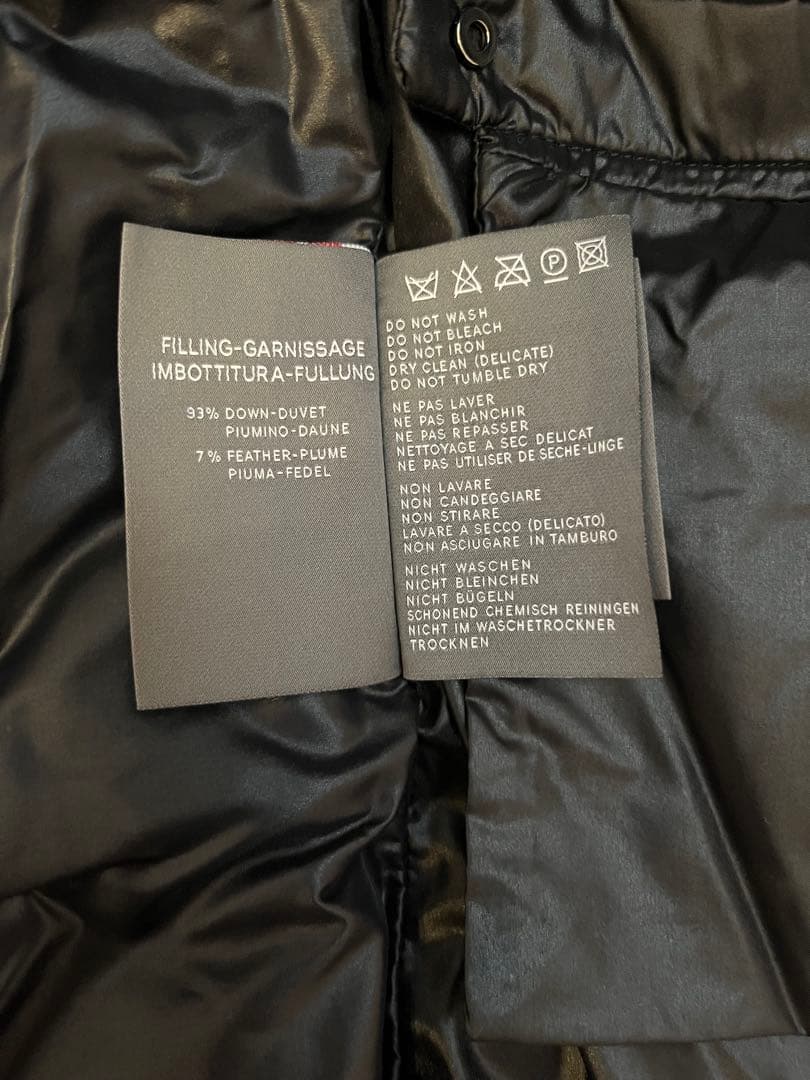 FILLING-GARNISSAGE
IMBOTTITURA-FULLUNG
93% DOWN-DUVET
PIUMINO-DAUNE
7% FEATHER-PLUME
PIUMA-FEDEL
P
DO NOT WASH
DO NOT BLEACH
DO NOT IRON
DRY CLEAN (DELICATE)
DO NOT TUMBLE DRY
NE PAS LAVER
NE PAS BLANCHIR
NE PAS REPASSER
NETTOYAGE A SEC DELICAT
NE PAS UTILISER DE SECHE-LINGE
NON LAVARE
NON CANDEGGIARE
NON STIRARE
LAVARE A SECCO (DELICATO)
NON ASCIUGARE IN TAMBURO
NICHT WASCHEN
NICHT BLEINCHEN
NICHT BÜGELN
SCHONEND CHEMISCH REININGEN
NICHT IM WASCHETROCKNER
TROCKNEN